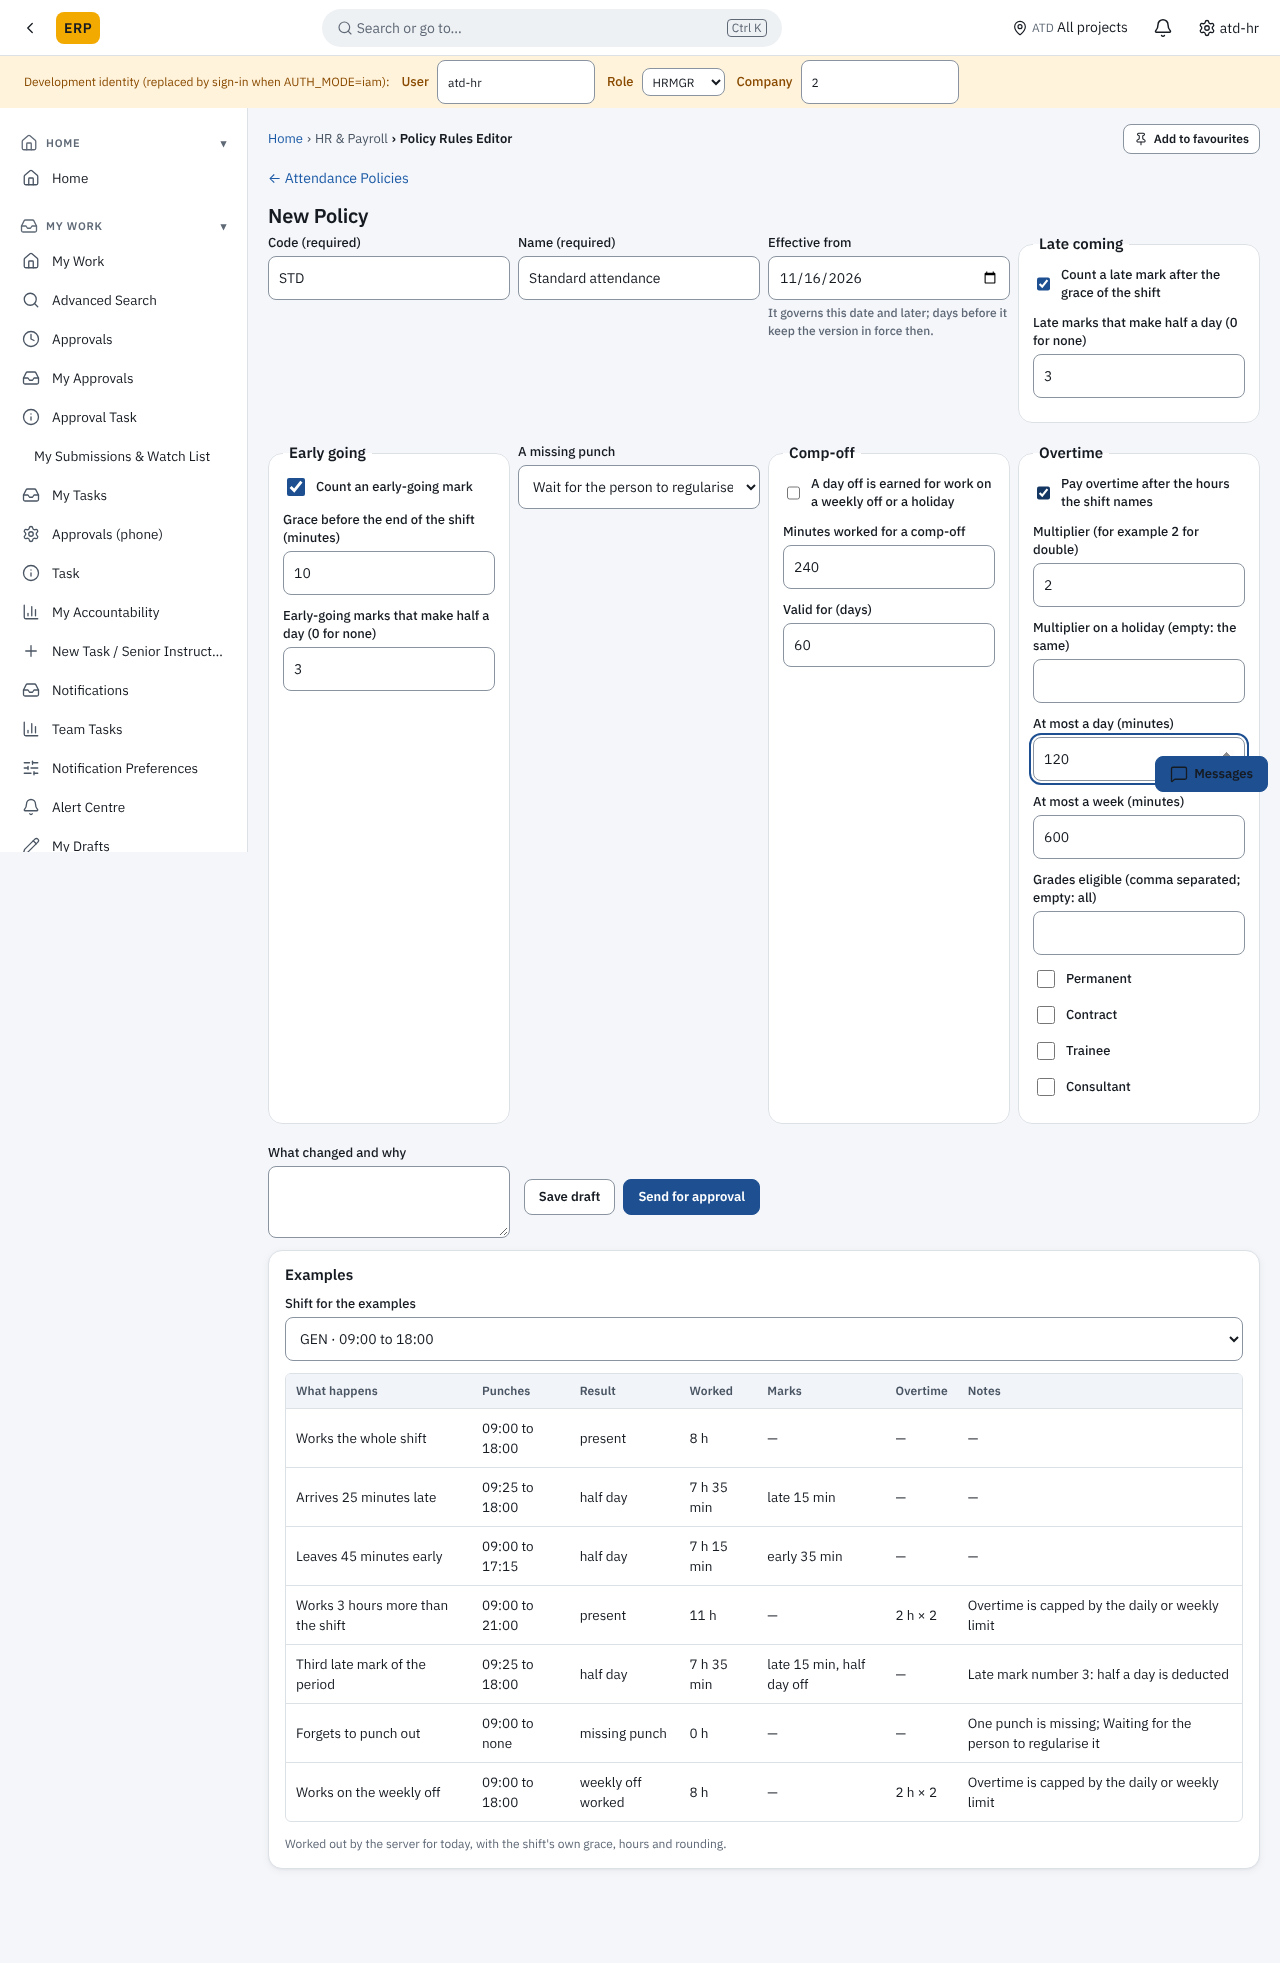 ERP
Search or go to...
Ctrl K
ATD All projects
atd-hr
Development identity (replaced by sign-in when AUTH_MODE=iam):
User
atd-hr
Role
HRMGR
Company
2
HOME
Home
MY WORK
My Work
Advanced Search
Approvals
My Approvals
Approval Task
My Submissions & Watch List
My Tasks
Approvals (phone)
Task
My Accountability
New Task / Senior Instruct...
Notifications
Team Tasks
Notification Preferences
Alert Centre
My Drafts
Home › HR & Payroll › Policy Rules Editor
Add to favourites
← Attendance Policies
New Policy
Code (required)
STD
Name (required)
Standard attendance
Effective from
11/16/2026
It governs this date and later; days before it
keep the version in force then.
Late coming
Count a late mark after the
grace of the shift
Late marks that make half a day (0
for none)
3
Early going
Count an early-going mark
Grace before the end of the shift
(minutes)
10
Early-going marks that make half a
day (0 for none)
3
A missing punch
Wait for the person to regularise
Comp-off
A day off is earned for work on
a weekly off or a holiday
Minutes worked for a comp-off
240
Valid for (days)
60
Overtime
Pay overtime after the hours
the shift names
Multiplier (for example 2 for
double)
2
Multiplier on a holiday (empty: the
same)
At most a day (minutes)
120
Messages
At most a week (minutes)
600
Grades eligible (comma separated;
empty: all)
Permanent
Contract
Trainee
Consultant
What changed and why
Save draft
Send for approval
Examples
Shift for the examples
GEN · 09:00 to 18:00
What happens Punches Result Worked Marks Overtime Notes
Works the whole shift 09:00 to 18:00 present 8 h — — —
Arrives 25 minutes late 09:25 to 18:00 half day 7 h 35 min late 15 min — —
Leaves 45 minutes early 09:00 to 17:15 half day 7 h 15 min early 35 min — —
Works 3 hours more than the shift 09:00 to 21:00 present 11 h — 2 h × 2 Overtime is capped by the daily or weekly limit
Third late mark of the period 09:25 to 18:00 half day 7 h 35 min late 15 min, half day off — Late mark number 3: half a day is deducted
Forgets to punch out 09:00 to none missing punch 0 h — — One punch is missing; Waiting for the person to regularise it
Works on the weekly off 09:00 to 18:00 weekly off worked 8 h — 2 h × 2 Overtime is capped by the daily or weekly limit
Worked out by the server for today, with the shift's own grace, hours and rounding.